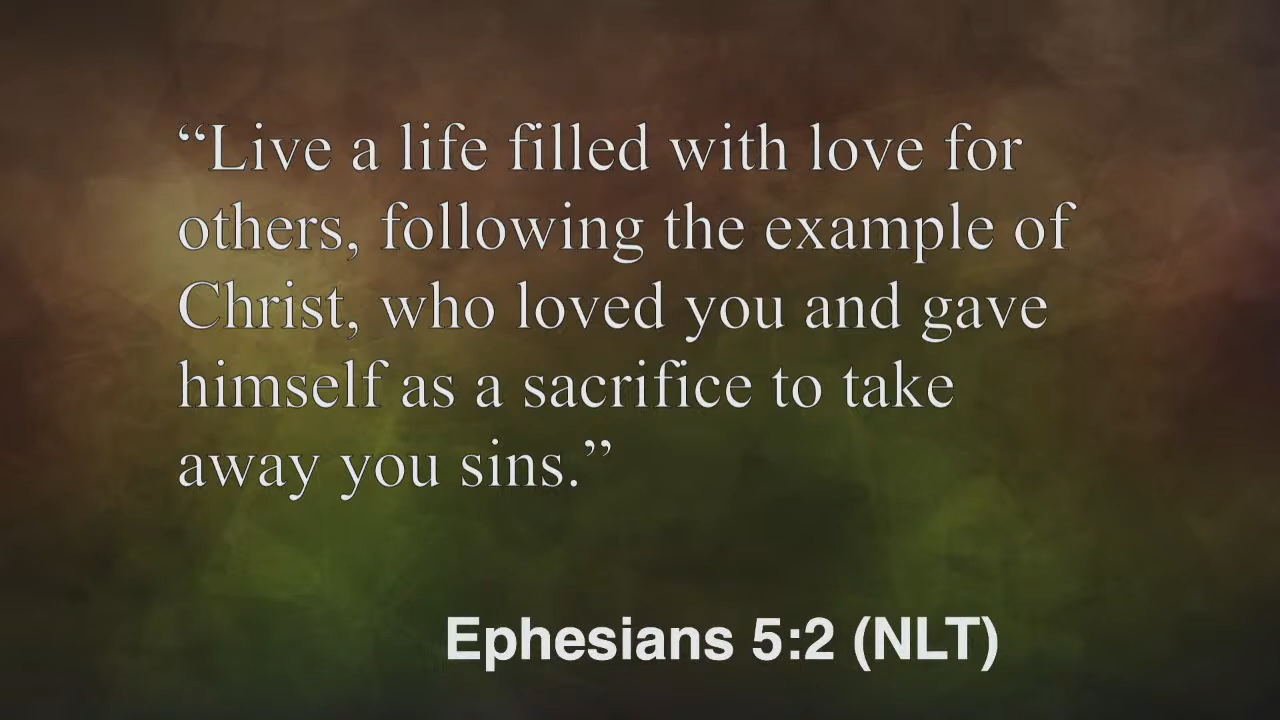 “Live a life filled with love for
others, following the example of
Christ, who loved you and gave
himself as a sacrifice to take
away you sins.”
Ephesians 5:2 (NLT)